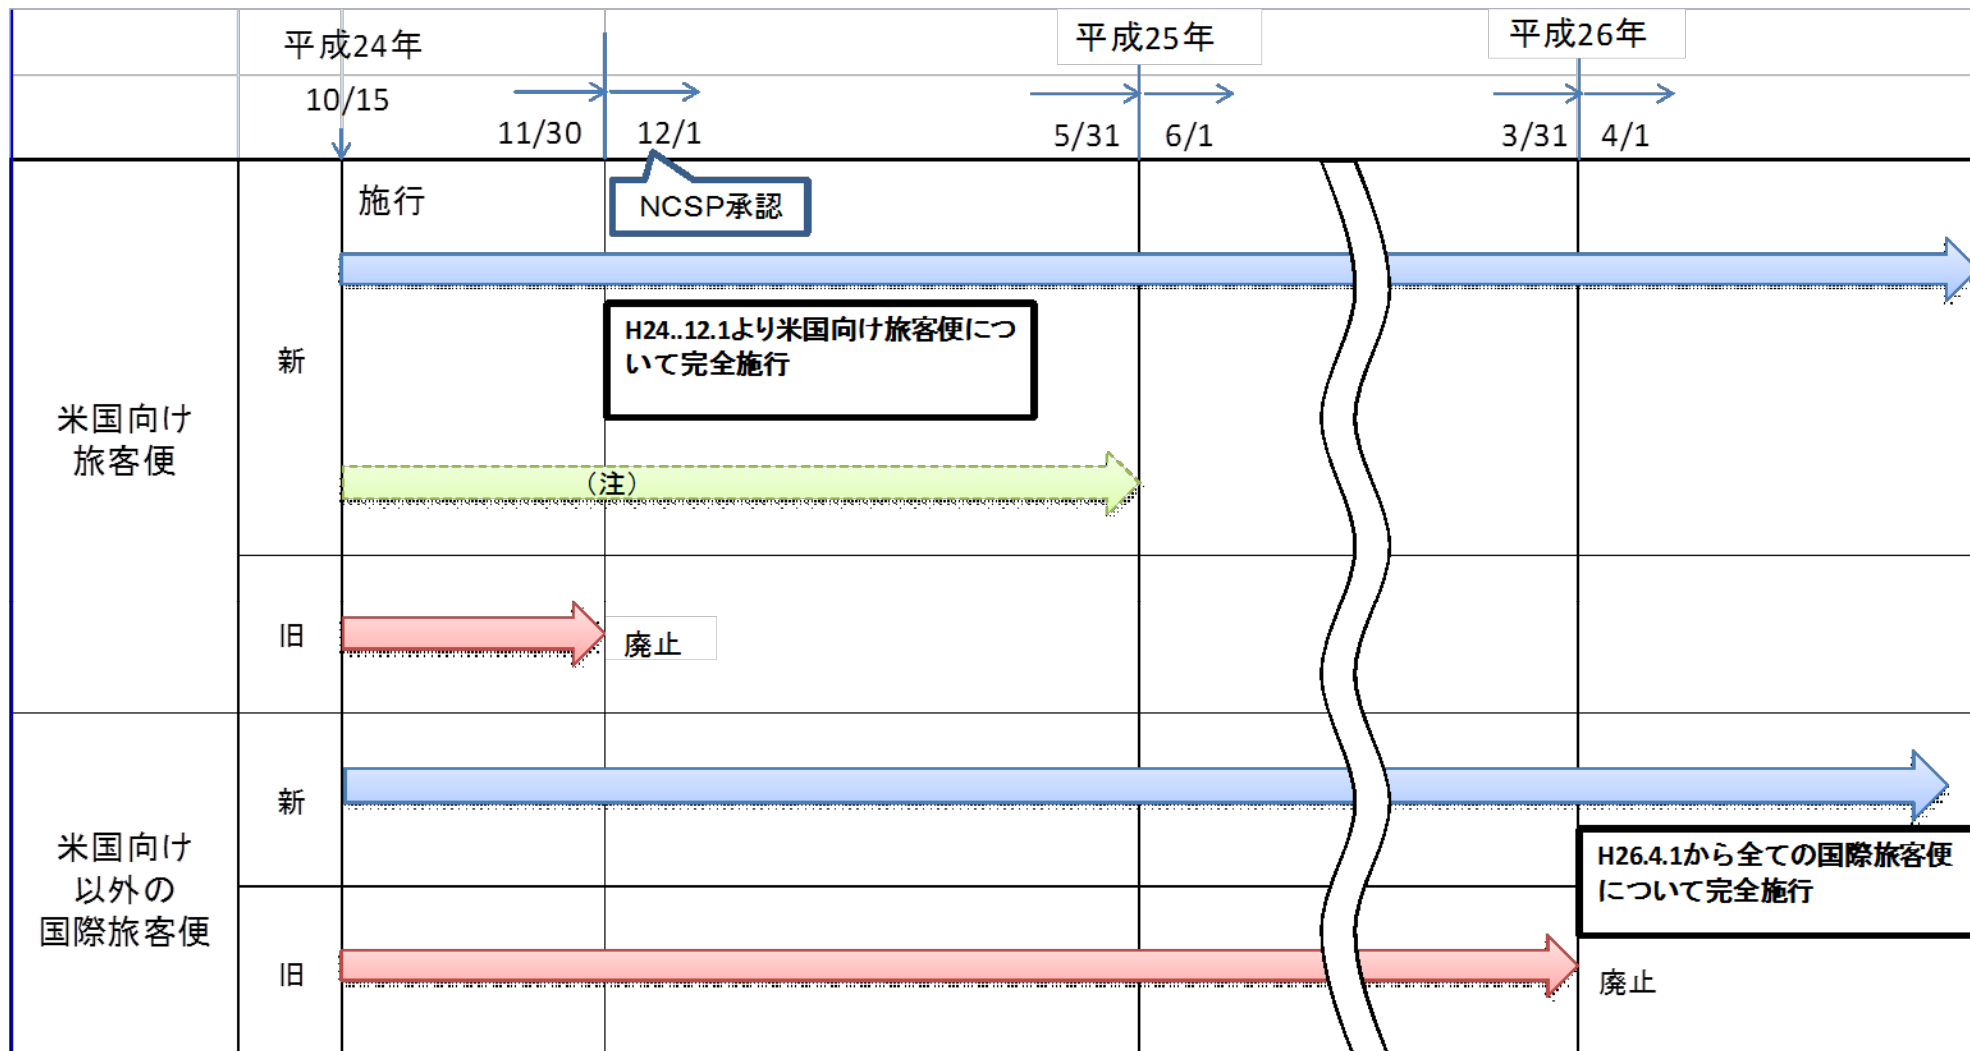 平成24年
平成25年
平成26年
10/15
11/30
12/1
5/31
6/1
3/31
4/1
施行
NCSP承認
米国向け
旅客便
新
H24..12.1より米国向け旅客便につ
いて完全施行
（注）
旧
廃止
米国向け
以外の
国際旅客便
新
H26.4.1から全ての国際旅客便
について完全施行
旧
廃止